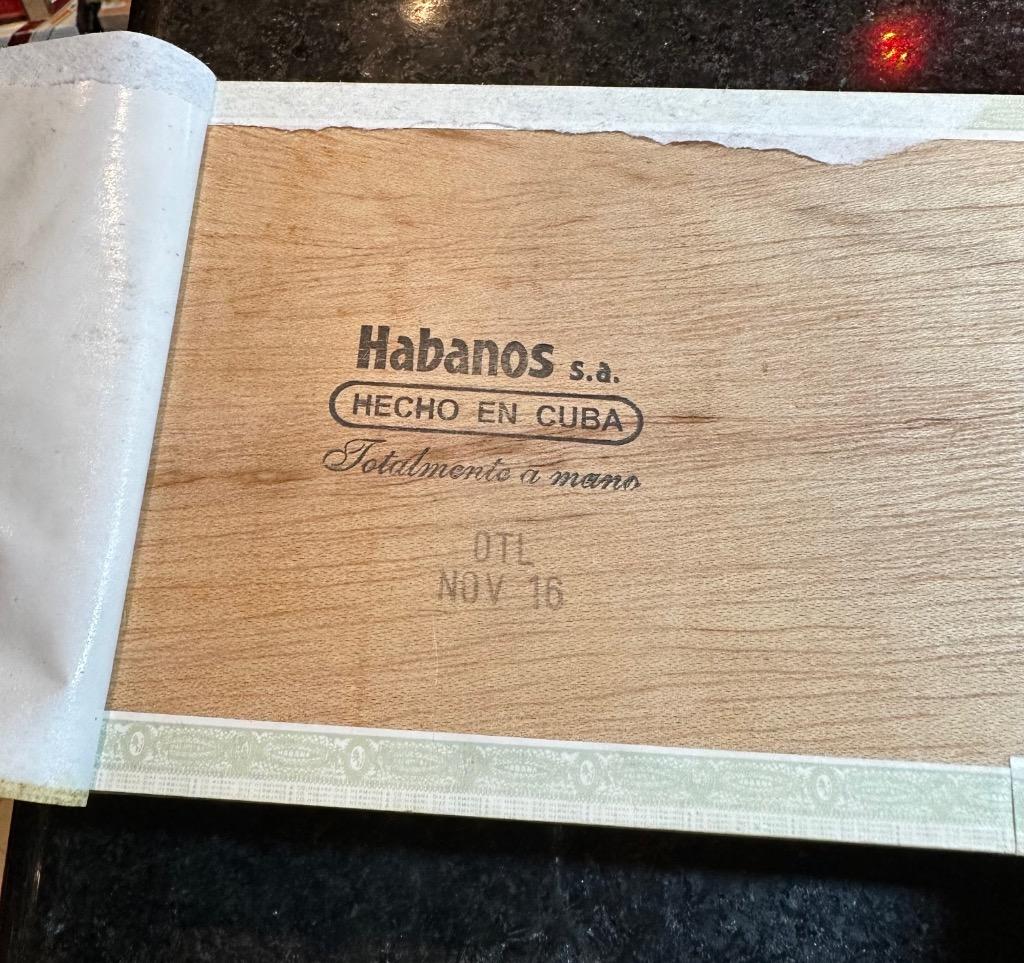 Habanos s.a.
HECHO EN CUBA
Totalmente a mano
OTL
NOV 16